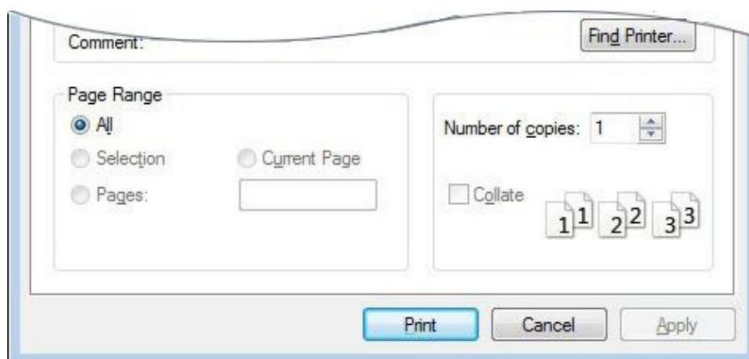 Comment:
Find Printer...
Page Range
All
Selection
Current Page
Pages:
Number of copies: 1
Collate
1 1 2 2 3 3
Print
Cancel
Apply